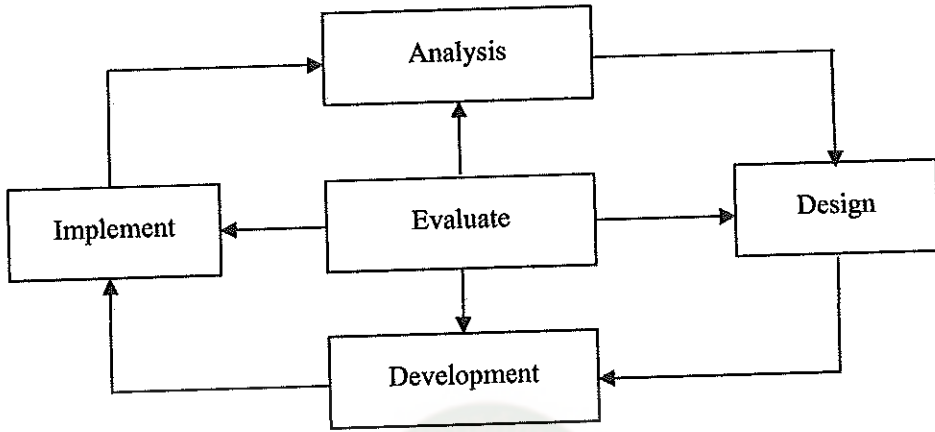 Analysis
Implement
Evaluate
Design
Development